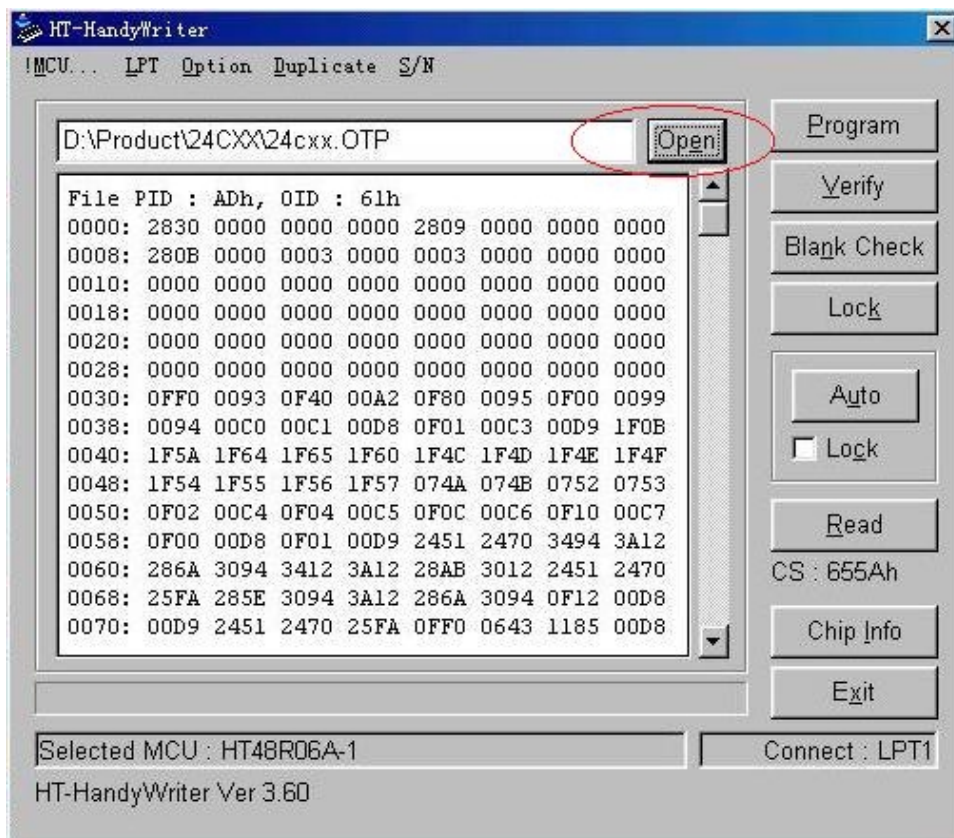 HT-HandyWriter
!MCU... LPT Option Duplicate S/N
D:\Product\24CXX\24cxx.OTP
Open
File PID : ADh, OID : 61h
0000: 2830 0000 0000 0000 2809 0000 0000 0000
0008: 280B 0000 0003 0000 0003 0000 0000 0000
0010: 0000 0000 0000 0000 0000 0000 0000 0000
0018: 0000 0000 0000 0000 0000 0000 0000 0000
0020: 0000 0000 0000 0000 0000 0000 0000 0000
0028: 0000 0000 0000 0000 0000 0000 0000 0000
0030: 0FF0 0093 0F40 00A2 0F80 0095 0F00 0099
0038: 0094 00C0 00C1 00D8 0F01 00C3 00D9 1F0B
0040: 1F5A 1F64 1F65 1F60 1F4C 1F4D 1F4E 1F4F
0048: 1F54 1F55 1F56 1F57 074A 074B 0752 0753
0050: 0F02 00C4 0F04 00C5 0F0C 00C6 0F10 00C7
0058: 0F00 00D8 0F01 00D9 2451 2470 3494 3A12
0060: 286A 3094 3412 3A12 28AB 3012 2451 2470
0068: 25FA 285E 3094 3A12 286A 3094 0F12 00D8
0070: 00D9 2451 2470 25FA 0FF0 0643 1185 00D8
Program
Verify
Blank Check
Lock
Auto
Lock
Read
CS : 655Ah
Chip Info
Exit
Selected MCU : HT48R06A-1
Connect : LPT1
HT-HandyWriter Ver 3.60